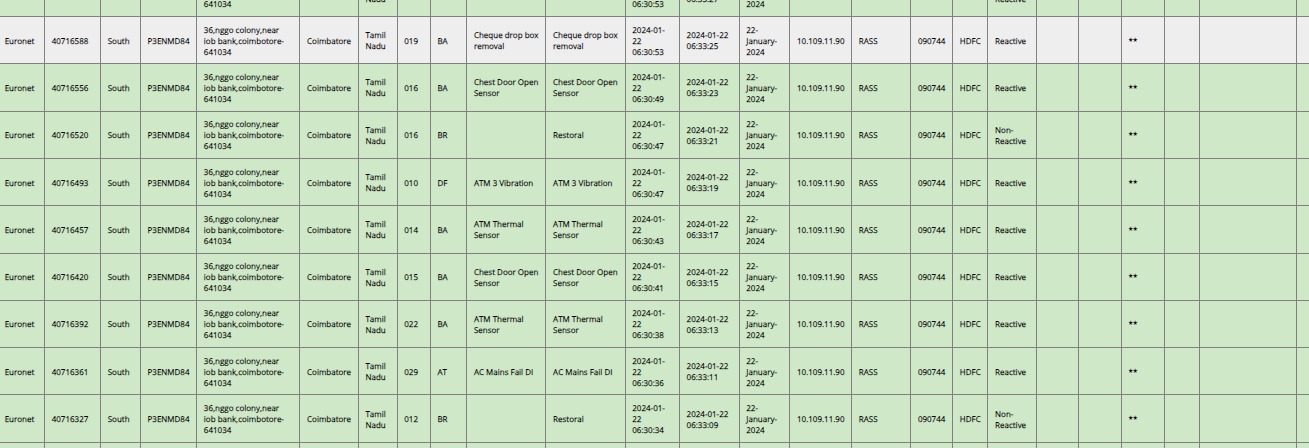 641034 Nadu 06:30:53 2024 Reactive
Euronet 40716588 South P3ENMD84 36,nggo colony,near iob bank,coimbotore-641034 Coimbatore Tamil Nadu 019 BA Cheque drop box removal Cheque drop box removal 2024-01-22 06:30:53 2024-01-22 06:33:25 22-January-2024 10.109.11.90 RASS 090744 HDFC Reactive **
Euronet 40716556 South P3ENMD84 36,nggo colony,near iob bank,coimbotore-641034 Coimbatore Tamil Nadu 016 BA Chest Door Open Sensor Chest Door Open Sensor 2024-01-22 06:30:49 2024-01-22 06:33:23 22-January-2024 10.109.11.90 RASS 090744 HDFC Reactive **
Euronet 40716520 South P3ENMD84 36,nggo colony,near iob bank,coimbotore-641034 Coimbatore Tamil Nadu 016 BR Restoral 2024-01-22 06:30:47 2024-01-22 06:33:21 22-January-2024 10.109.11.90 RASS 090744 HDFC Non-Reactive **
Euronet 40716493 South P3ENMD84 36,nggo colony,near iob bank,coimbotore-641034 Coimbatore Tamil Nadu 010 DF ATM 3 Vibration ATM 3 Vibration 2024-01-22 06:30:47 2024-01-22 06:33:19 22-January-2024 10.109.11.90 RASS 090744 HDFC Reactive **
Euronet 40716457 South P3ENMD84 36,nggo colony,near iob bank,coimbotore-641034 Coimbatore Tamil Nadu 014 BA ATM Thermal Sensor ATM Thermal Sensor 2024-01-22 06:30:43 2024-01-22 06:33:17 22-January-2024 10.109.11.90 RASS 090744 HDFC Reactive **
Euronet 40716420 South P3ENMD84 36,nggo colony,near iob bank,coimbotore-641034 Coimbatore Tamil Nadu 015 BA Chest Door Open Sensor Chest Door Open Sensor 2024-01-22 06:30:41 2024-01-22 06:33:15 22-January-2024 10.109.11.90 RASS 090744 HDFC Reactive **
Euronet 40716392 South P3ENMD84 36,nggo colony,near iob bank,coimbotore-641034 Coimbatore Tamil Nadu 022 BA ATM Thermal Sensor ATM Thermal Sensor 2024-01-22 06:30:38 2024-01-22 06:33:13 22-January-2024 10.109.11.90 RASS 090744 HDFC Reactive **
Euronet 40716361 South P3ENMD84 36,nggo colony,near iob bank,coimbotore-641034 Coimbatore Tamil Nadu 029 AT AC Mains Fail DI AC Mains Fail DI 2024-01-22 06:30:36 2024-01-22 06:33:11 22-January-2024 10.109.11.90 RASS 090744 HDFC Reactive **
Euronet 40716327 South P3ENMD84 36,nggo colony,near iob bank,coimbotore-641034 Coimbatore Tamil Nadu 012 BR Restoral 2024-01-22 06:30:34 2024-01-22 06:33:09 22-January-2024 10.109.11.90 RASS 090744 HDFC Non-Reactive **